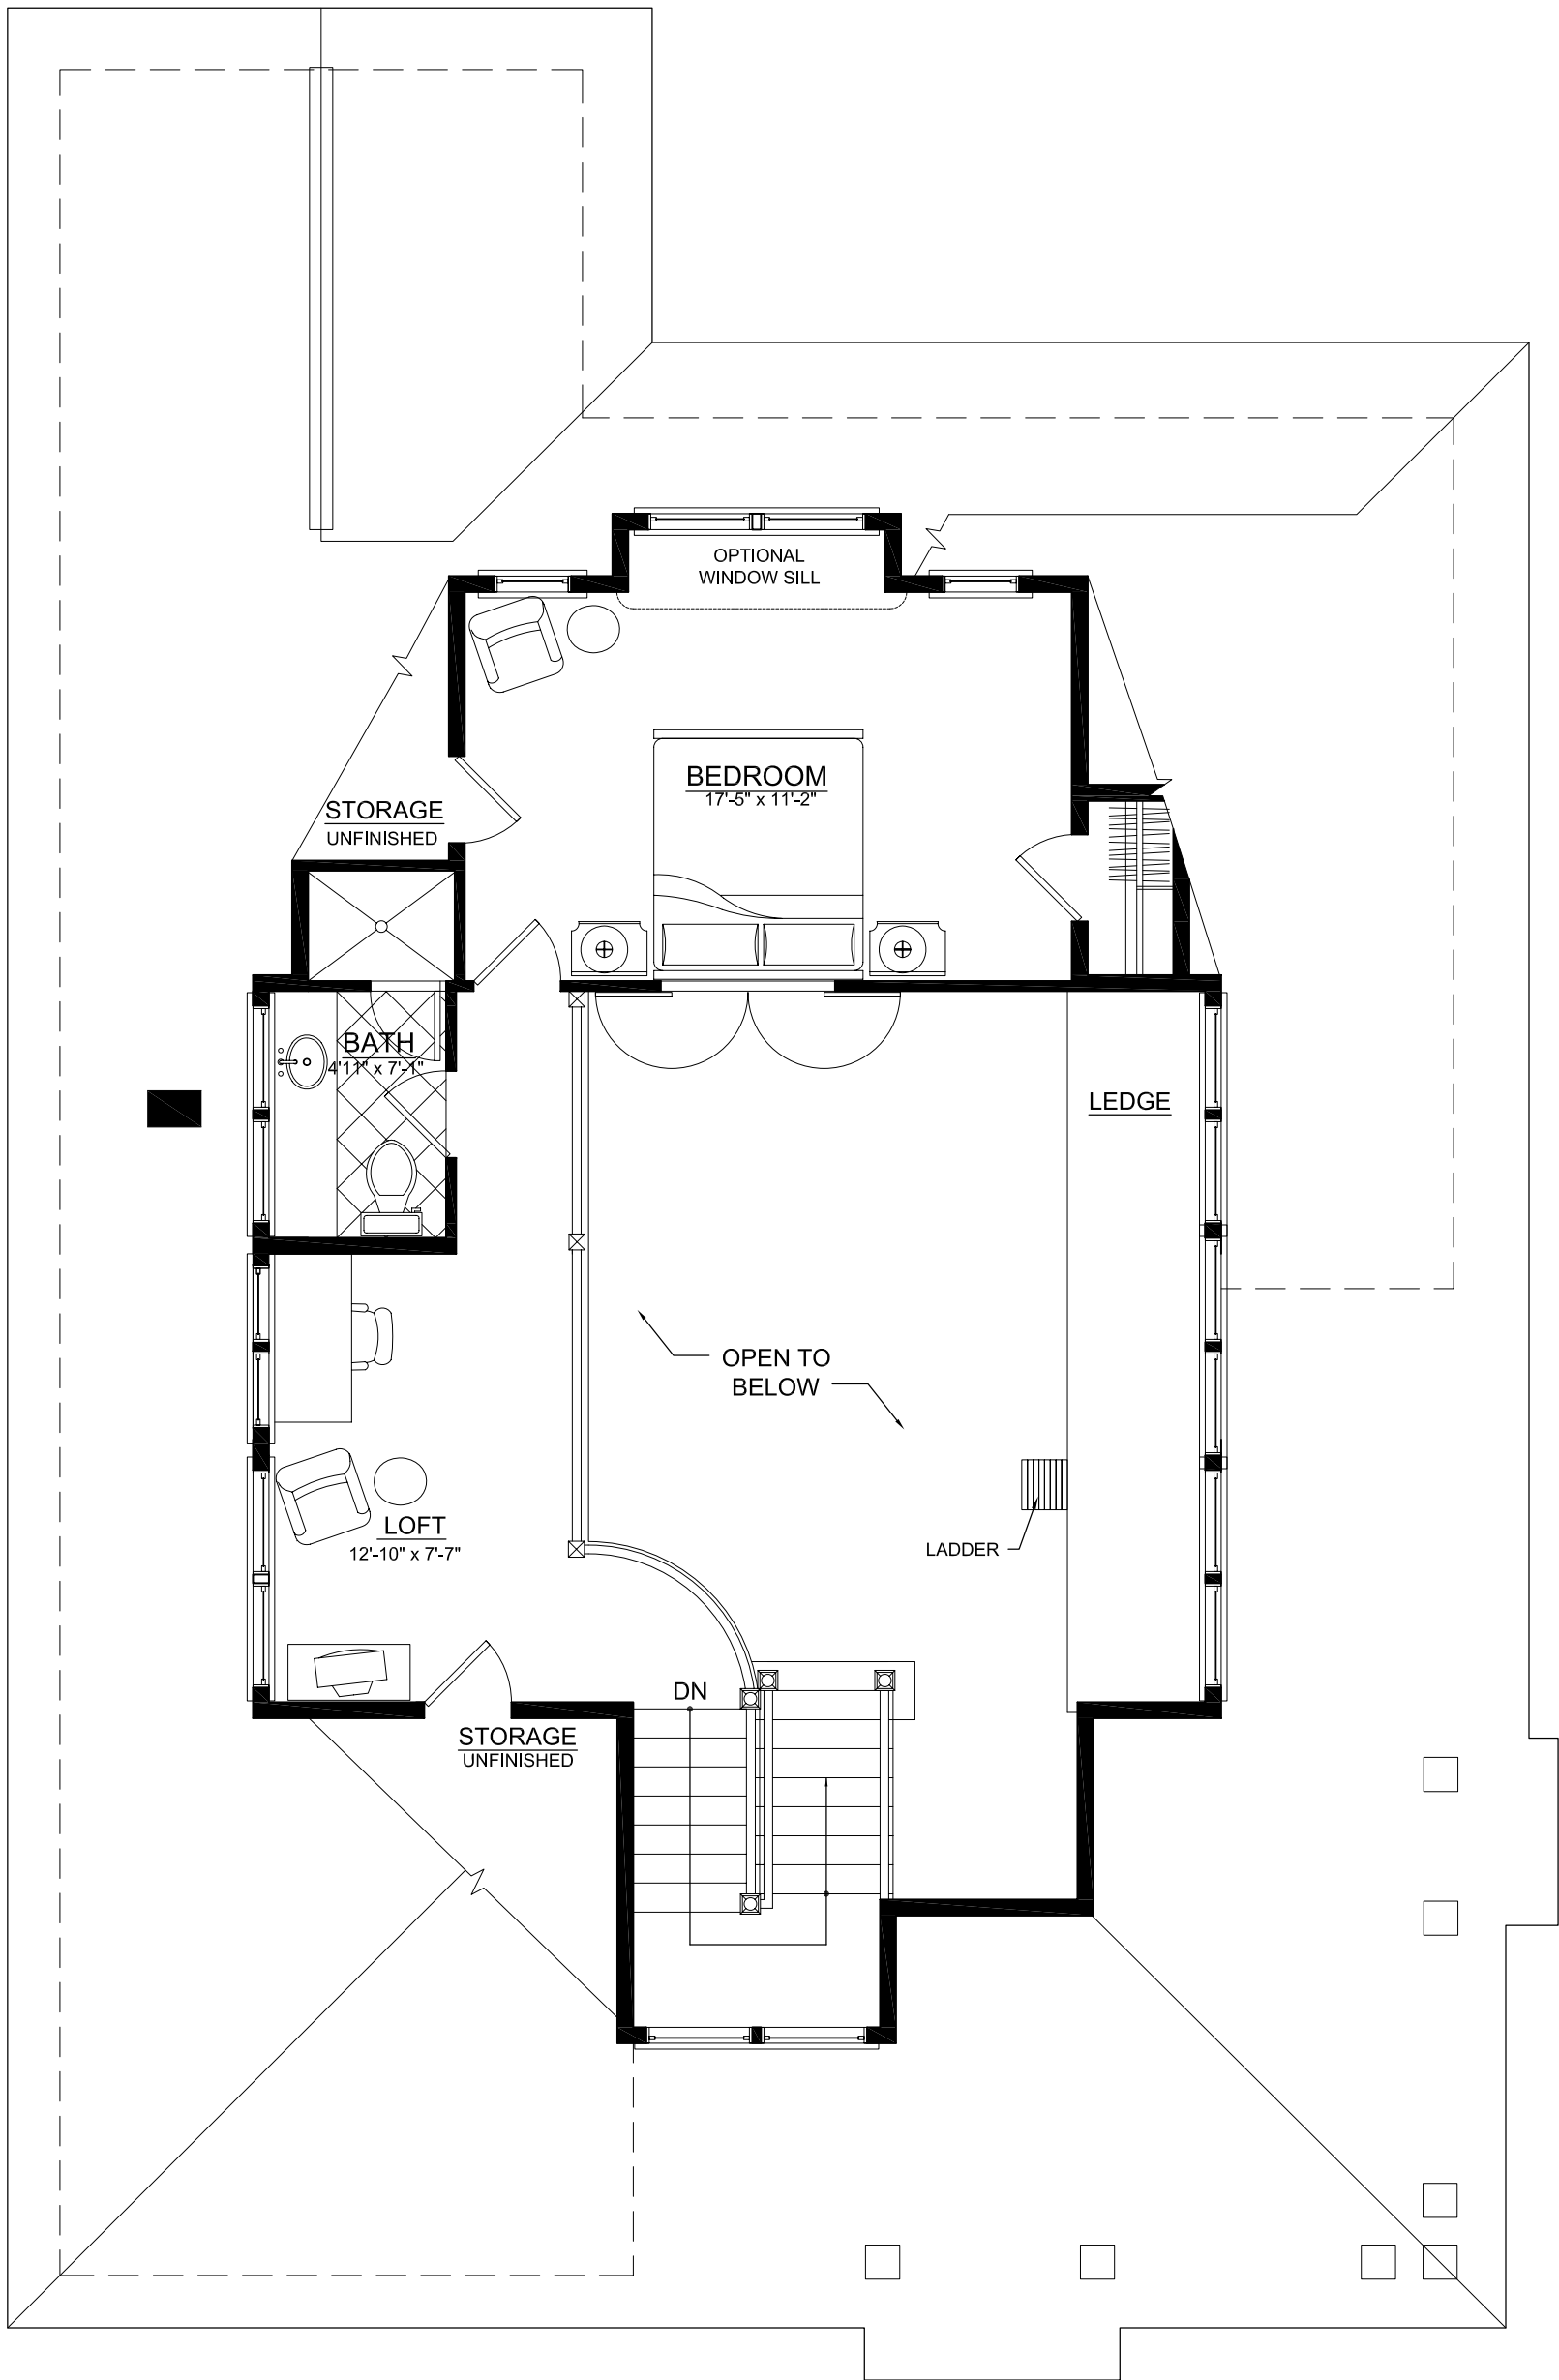 OPTIONAL
WINDOW SILL
BEDROOM
17'-5" x 11'-2"
STORAGE
UNFINISHED
BATH
4'11" x 7'-1"
LEDGE
OPEN TO
BELOW
LOFT
12'-10" x 7'-7"
LADDER
DN
STORAGE
UNFINISHED